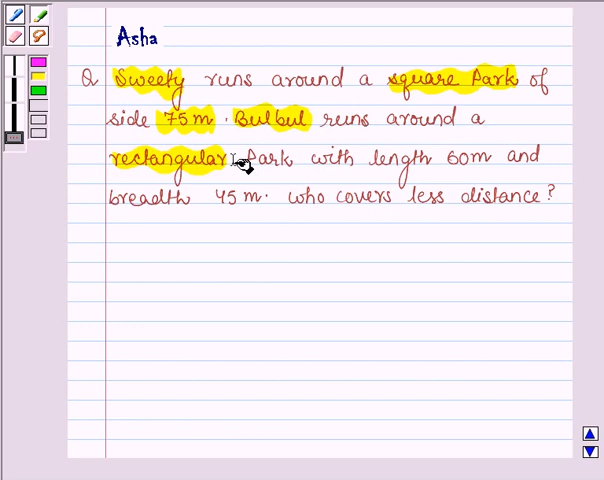 Asha
Q Sweety runs around a square Park of
side 75m. Bulbul runs around a
rectangular Park with length 60m and
breadth 45 m. who covers less distance?